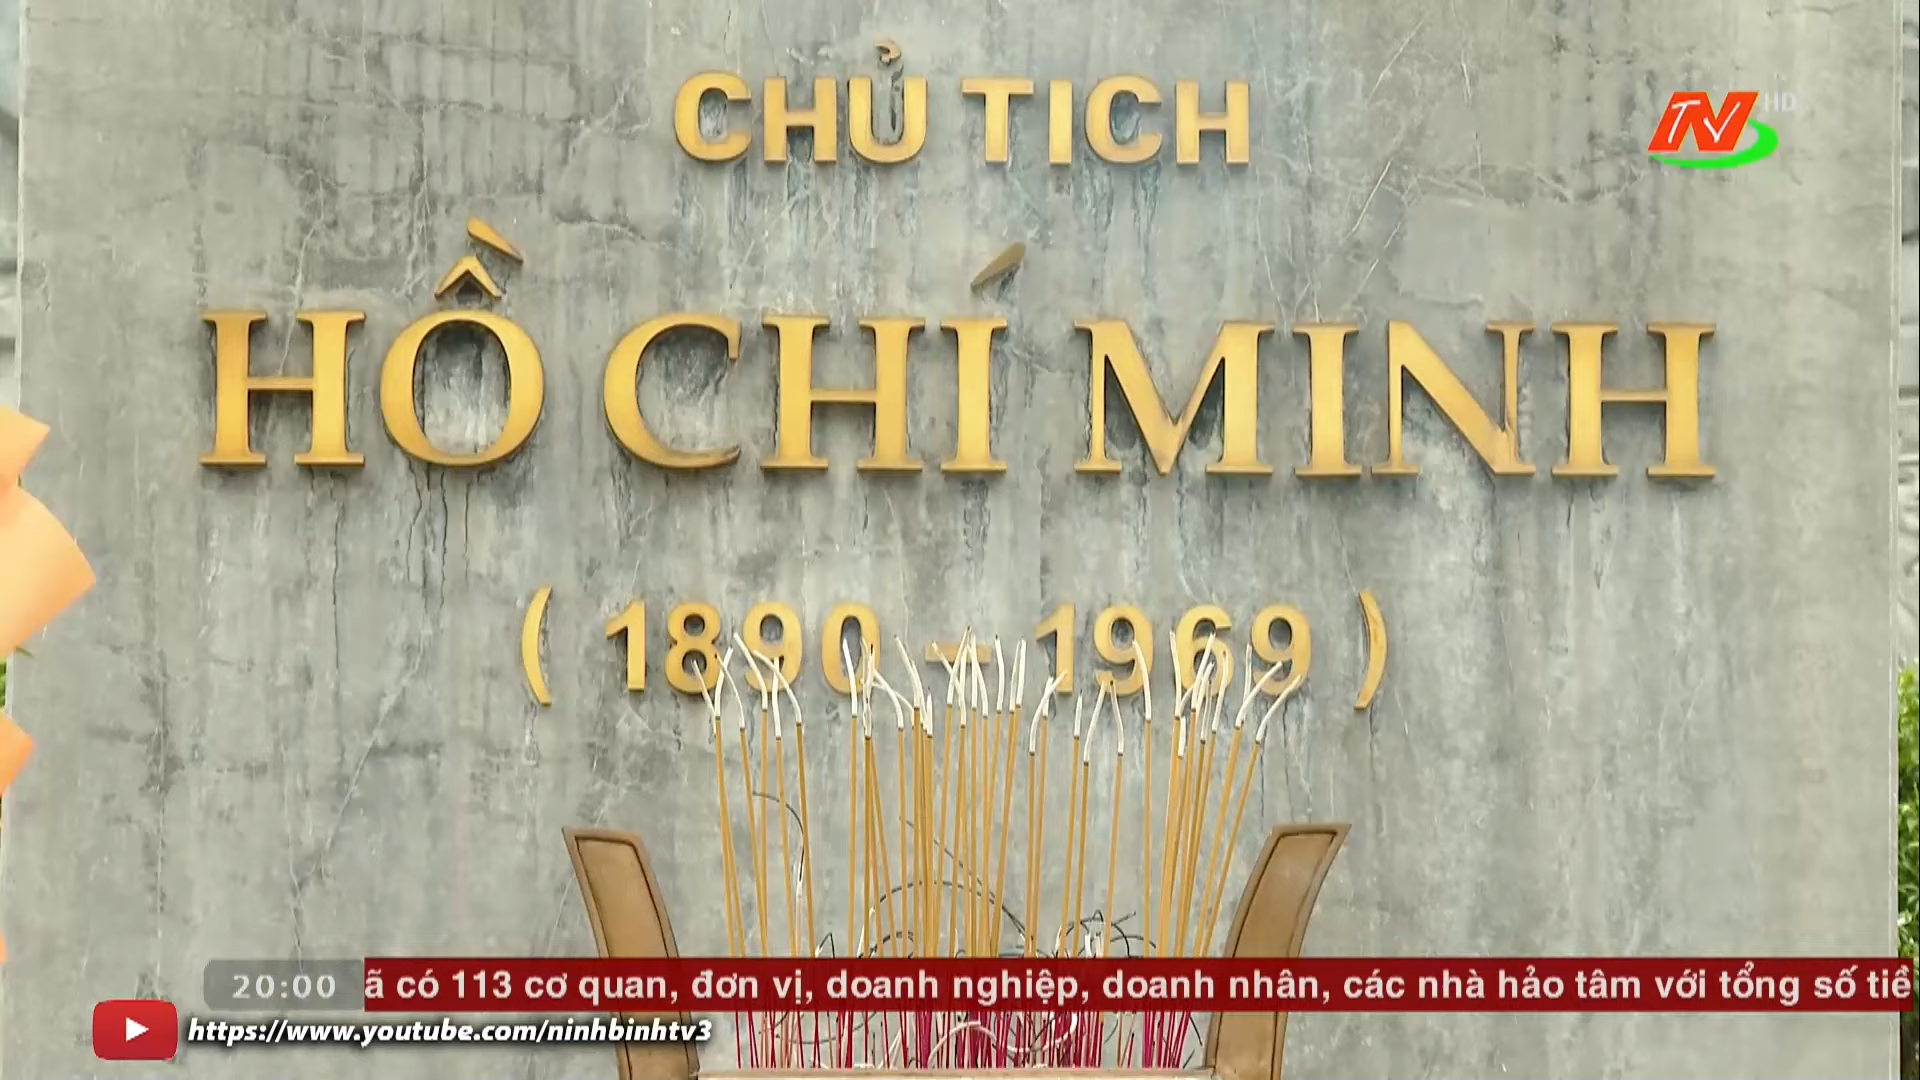 CHỦ TICH
HỒ CHÍ MINH
( 1890 - 1969 )
NTV HD
20:00 ã có 113 cơ quan, đơn vị, doanh nghiệp, doanh nhân, các nhà hảo tâm với tổng số tiề
https://www.youtube.com/ninhbinhtv3